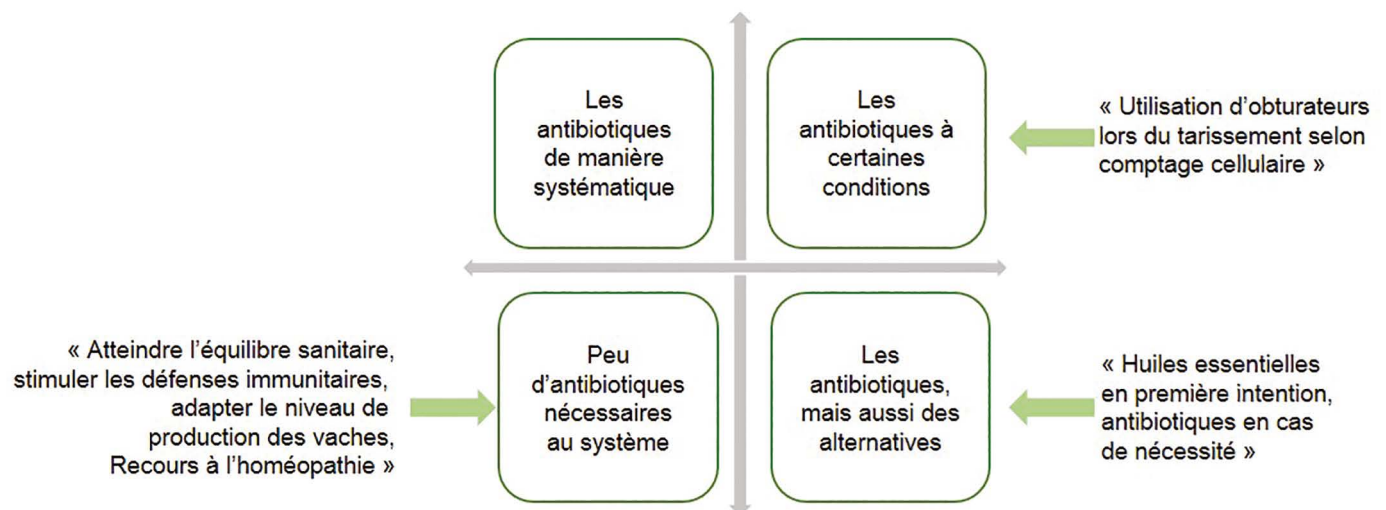 Les
antibiotiques
de manière
systématique
Les
antibiotiques à
certaines
conditions
« Utilisation d’obturateurs
lors du tarissement selon
comptage cellulaire »
« Atteindre l’équilibre sanitaire,
stimuler les défenses immunitaires,
adapter le niveau de
production des vaches,
Recours à l’homéopathie »
Peu
d’antibiotiques
nécessaires
au système
Les
antibiotiques,
mais aussi des
alternatives
« Huiles essentielles
en première intention,
antibiotiques en cas
de nécessité »